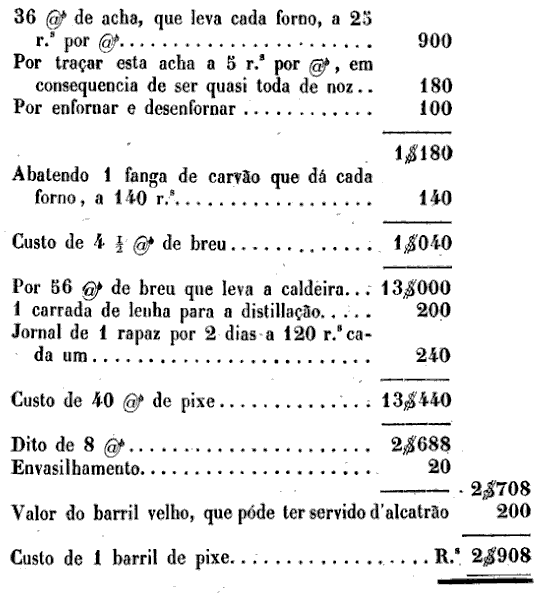 36 @ de acha, que leva cada forno, a 25
r.s por @...................... 900
Por traçar esta acha a 5 r.s por @, em
consequencia de ser quasi toda de noz.. 180
Por enfornar e desenfornar............ 100
1$180
Abatendo 1 fanga de carvão que dá cada
forno, a 140 r.s.................. 140
Custo de 4 ½ @ de breu............. 1$040
Por 56 @ de breu que leva a caldeira... 13$000
1 carrada de lenha para a distillação..... 200
Jornal de 1 rapaz por 2 dias a 120 r.s ca-
da um......................... 240
Custo de 40 @ de pixe.............. 13$440
Dito de 8 @...................... 2$688
Envasilhamento..................... 20
2$708
Valor do barril velho, que póde ter servido d'alcatrão 200
Custo de 1 barril de pixe.................. R.s 2$908